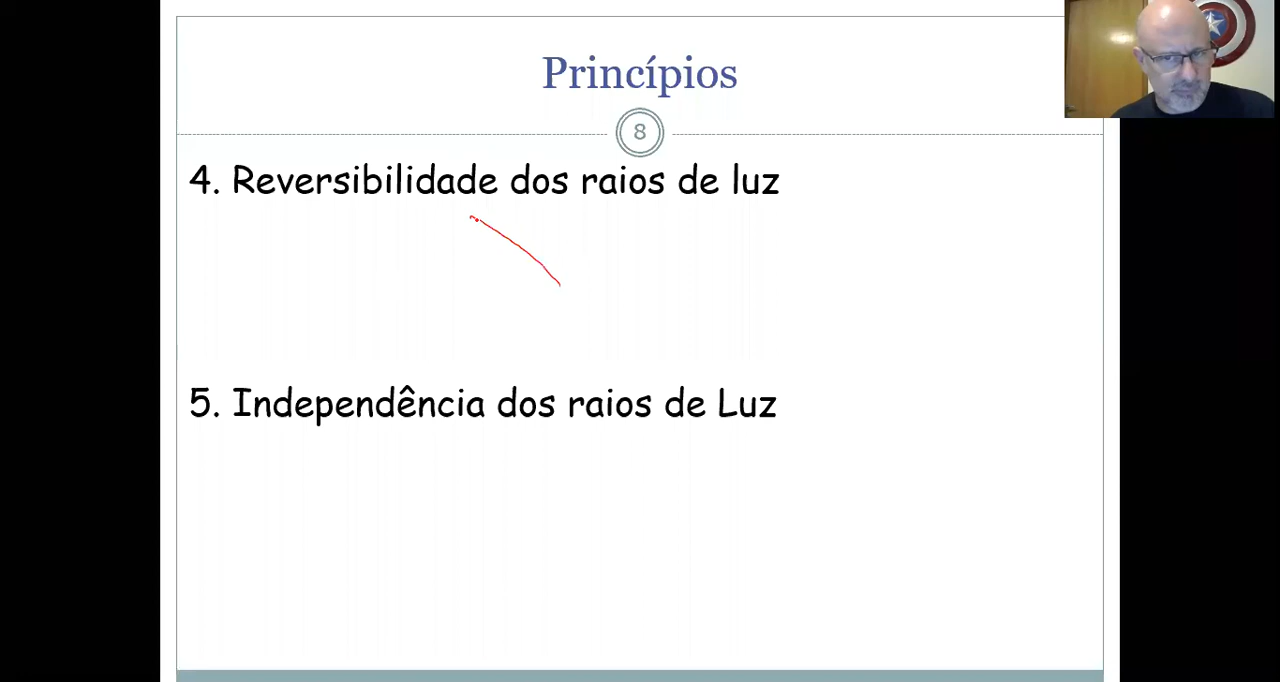 Princípios
8
4. Reversibilidade dos raios de luz
5. Independência dos raios de Luz